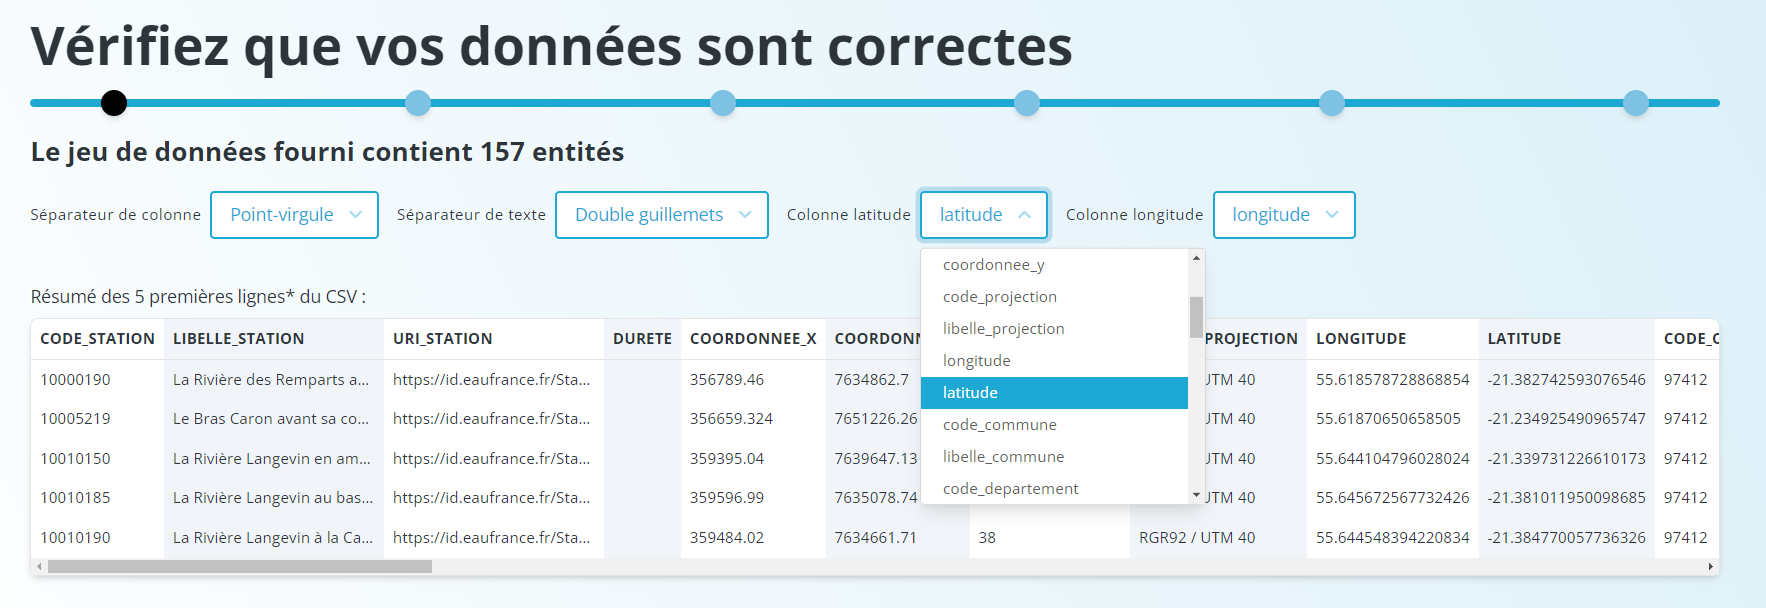 Vérifiez que vos données sont correctes
Le jeu de données fourni contient 157 entités
Séparateur de colonne Point-virgule Séparateur de texte Double guillemets Colonne latitude latitude Colonne longitude longitude
coordonnee_y
code_projection
libelle_projection
longitude
latitude
code_commune
libelle_commune
code_departement
Résumé des 5 premières lignes* du CSV :
CODE_STATION LIBELLE_STATION URI_STATION DURETE COORDONNEE_X COORDONN PROJECTION LONGITUDE LATITUDE CODE_C
10000190 La Rivière des Remparts a... https://id.eaufrance.fr/Sta... 356789.46 7634862.7 UTM 40 55.618578728868854 -21.382742593076546 97412
10005219 Le Bras Caron avant sa co... https://id.eaufrance.fr/Sta... 356659.324 7651226.26 UTM 40 55.61870650658505 -21.234925490965747 97412
10010150 La Rivière Langevin en am... https://id.eaufrance.fr/Sta... 359395.04 7639647.13 UTM 40 55.644104796028024 -21.339731226610173 97412
10010185 La Rivière Langevin au bas... https://id.eaufrance.fr/Sta... 359596.99 7635078.74 UTM 40 55.645672567732426 -21.381011950098685 97412
10010190 La Rivière Langevin à la Ca... https://id.eaufrance.fr/Sta... 359484.02 7634661.71 38 RGR92 / UTM 40 55.644548394220834 -21.384770057736326 97412